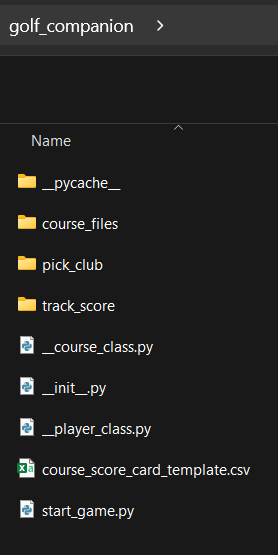 golf_companion
Name
__pycache__
course_files
pick_club
track_score
__course_class.py
__init__.py
__player_class.py
course_score_card_template.csv
start_game.py